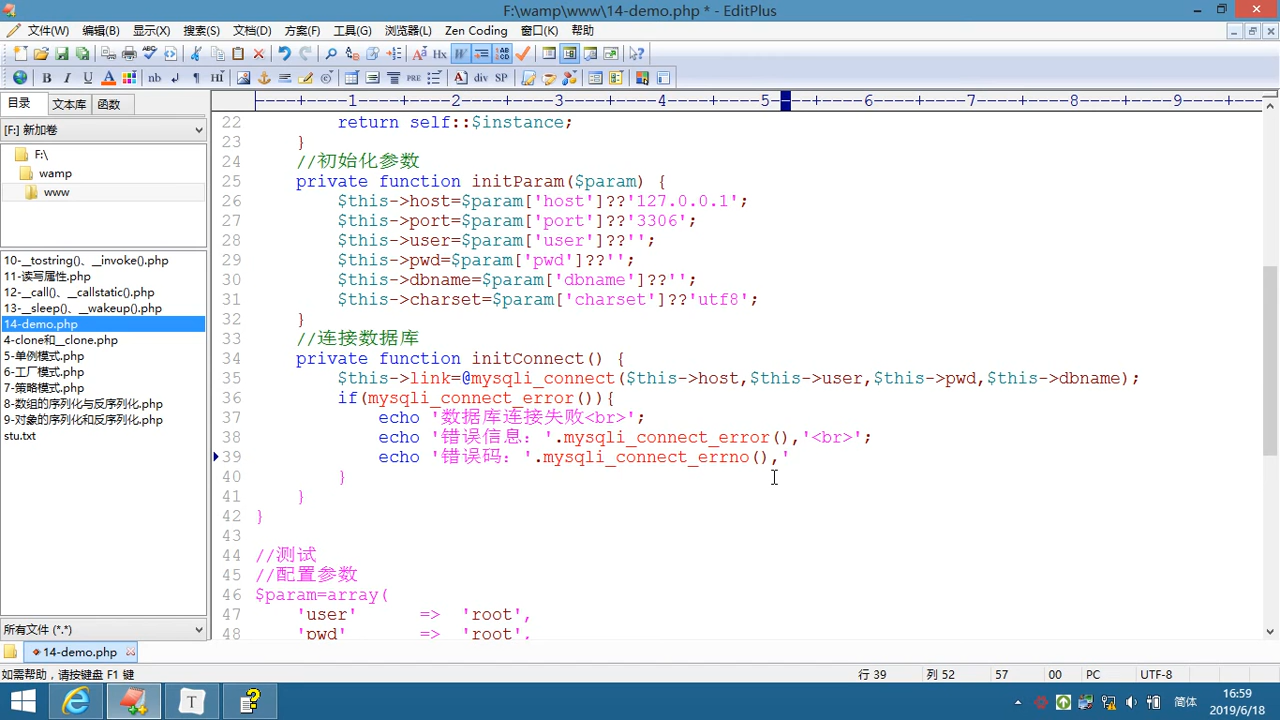 F:\wamp\www\14-demo.php * - EditPlus
文件(W) 编辑(B) 显示(X) 搜索(S) 文档(D) 方案(F) 工具(G) 浏览器(L) Zen Coding 窗口(K) 帮助
目录 文本库 函数
[F:] 新加卷
F:\
wamp
www
10-__tostring()、__invoke().php
11-读写属性.php
12-__call()、__callstatic().php
13-__sleep()、__wakeup().php
14-demo.php
4-clone和__clone.php
5-单例模式.php
6-工厂模式.php
7-策略模式.php
8-数组的序列化与反序列化.php
9-对象的序列化和反序列化.php
stu.txt
所有文件 (*.*)
----+----1----+----2----+----3----+----4----+----5----+----6----+----7----+----8----+----9----+--
22 return self::$instance;
23 }
24 //初始化参数
25 private function initParam($param) {
26 $this->host=$param['host']??'127.0.0.1';
27 $this->port=$param['port']??'3306';
28 $this->user=$param['user']??'';
29 $this->pwd=$param['pwd']??'';
30 $this->dbname=$param['dbname']??'';
31 $this->charset=$param['charset']??'utf8';
32 }
33 //连接数据库
34 private function initConnect() {
35 $this->link=@mysqli_connect($this->host,$this->user,$this->pwd,$this->dbname);
36 if(mysqli_connect_error()){
37 echo '数据库连接失败<br>';
38 echo '错误信息：'.mysqli_connect_error(),'<br>';
39 echo '错误码：'.mysqli_connect_errno(),'
40 }
41 }
42 }
43
44 //测试
45 //配置参数
46 $param=array(
47 'user' => 'root',
48 'pwd' => 'root',
14-demo.php
如需帮助，请按键盘 F1 键 行 39 列 52 57 00 PC UTF-8
简体 16:59
2019/6/18